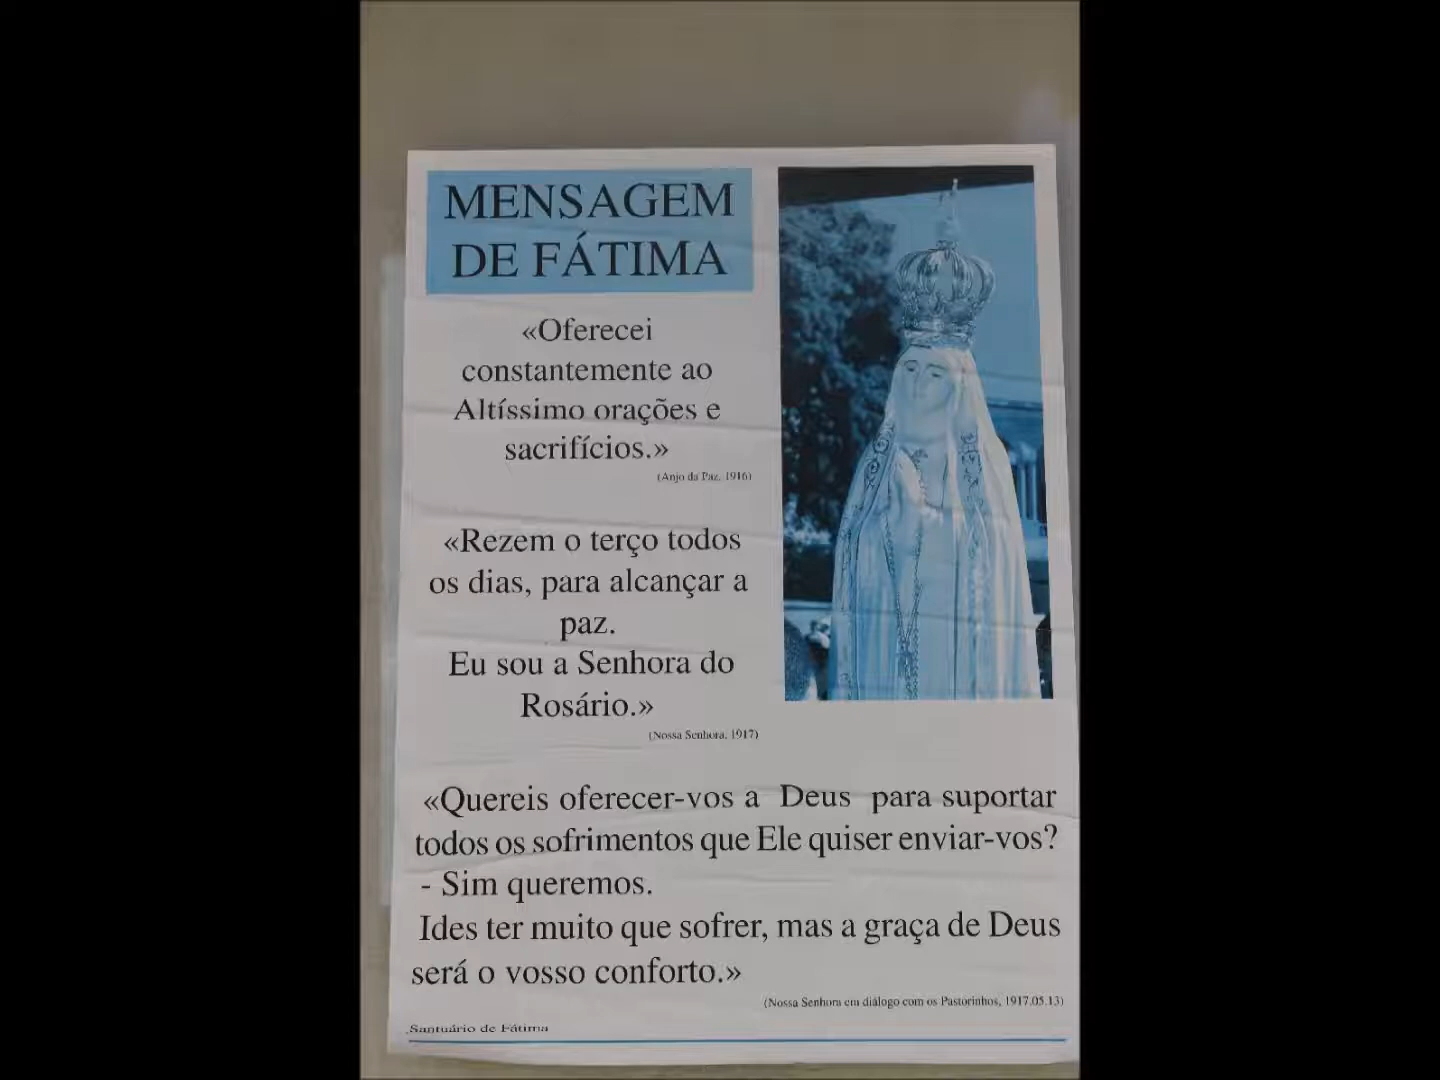 MENSAGEM
DE FÁTIMA
«Oferecei
constantemente ao
Altíssimo orações e
sacrifícios.»
(Anjo da Paz, 1916)
«Rezem o terço todos
os dias, para alcançar a
paz.
Eu sou a Senhora do
Rosário.»
(Nossa Senhora, 1917)
«Quereis oferecer-vos a Deus para suportar
todos os sofrimentos que Ele quiser enviar-vos?
- Sim queremos.
Ides ter muito que sofrer, mas a graça de Deus
será o vosso conforto.»
(Nossa Senhora em diálogo com os Pastorinhos, 1917.05.13)
Santuário de Fátima